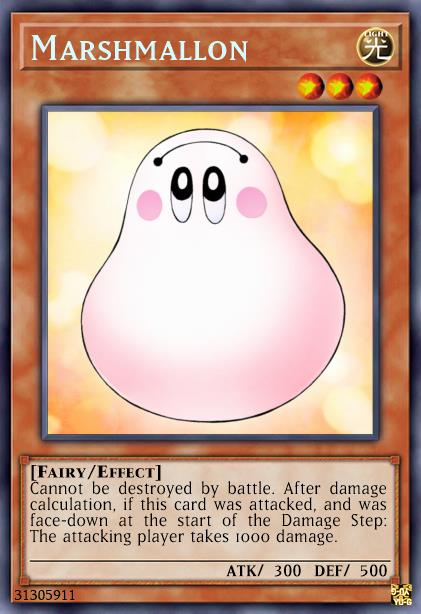 MARSHMALLON
LIGHT
光
[FAIRY/EFFECT]
Cannot be destroyed by battle. After damage
calculation, if this card was attacked, and was
face-down at the start of the Damage Step:
The attacking player takes 1000 damage.
ATK/ 300 DEF/ 500
31305911